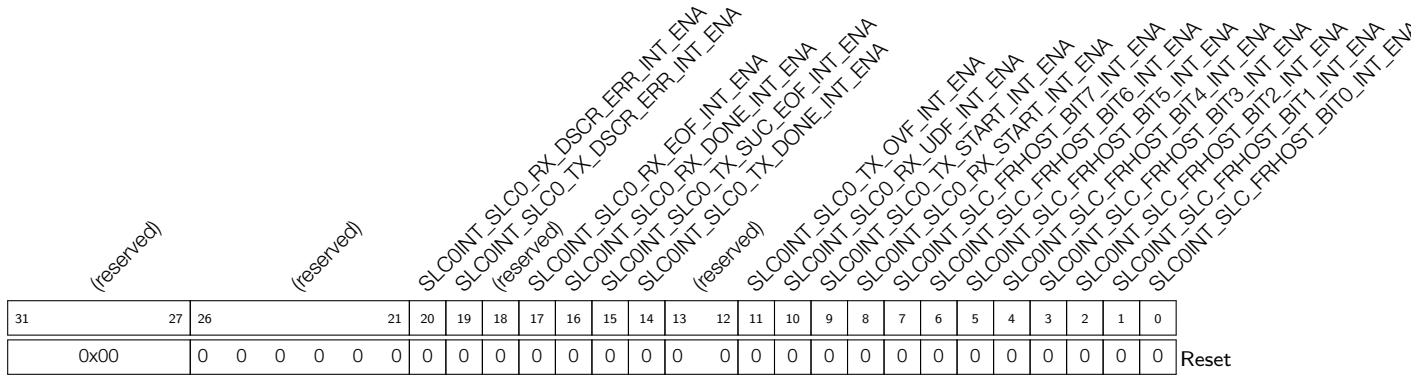 (reserved)
(reserved)
SLC0INT_SLC0_RX_DSCR_ERR_INT_ENA
SLC0INT_SLC0_TX_DSCR_ERR_INT_ENA
(reserved)
SLC0INT_SLC0_RX_EOF_INT_ENA
SLC0INT_SLC0_RX_DONE_INT_ENA
SLC0INT_SLC0_TX_SUC_EOF_INT_ENA
SLC0INT_SLC0_TX_DONE_INT_ENA
(reserved)
SLC0INT_SLC0_TX_OVF_INT_ENA
SLC0INT_SLC0_RX_UDF_INT_ENA
SLC0INT_SLC0_TX_START_INT_ENA
SLC0INT_SLC0_RX_START_INT_ENA
SLC0INT_SLC_FRHOST_BIT7_INT_ENA
SLC0INT_SLC_FRHOST_BIT6_INT_ENA
SLC0INT_SLC_FRHOST_BIT5_INT_ENA
SLC0INT_SLC_FRHOST_BIT4_INT_ENA
SLC0INT_SLC_FRHOST_BIT3_INT_ENA
SLC0INT_SLC_FRHOST_BIT2_INT_ENA
SLC0INT_SLC_FRHOST_BIT1_INT_ENA
SLC0INT_SLC_FRHOST_BIT0_INT_ENA
31 27 26 21 20 19 18 17 16 15 14 13 12 11 10 9 8 7 6 5 4 3 2 1 0
0x00 0 0 0 0 0 0 0 0 0 0 0 0 0 0 0 0 0 0 0 0 0 0 0 0 0 0 0 Reset